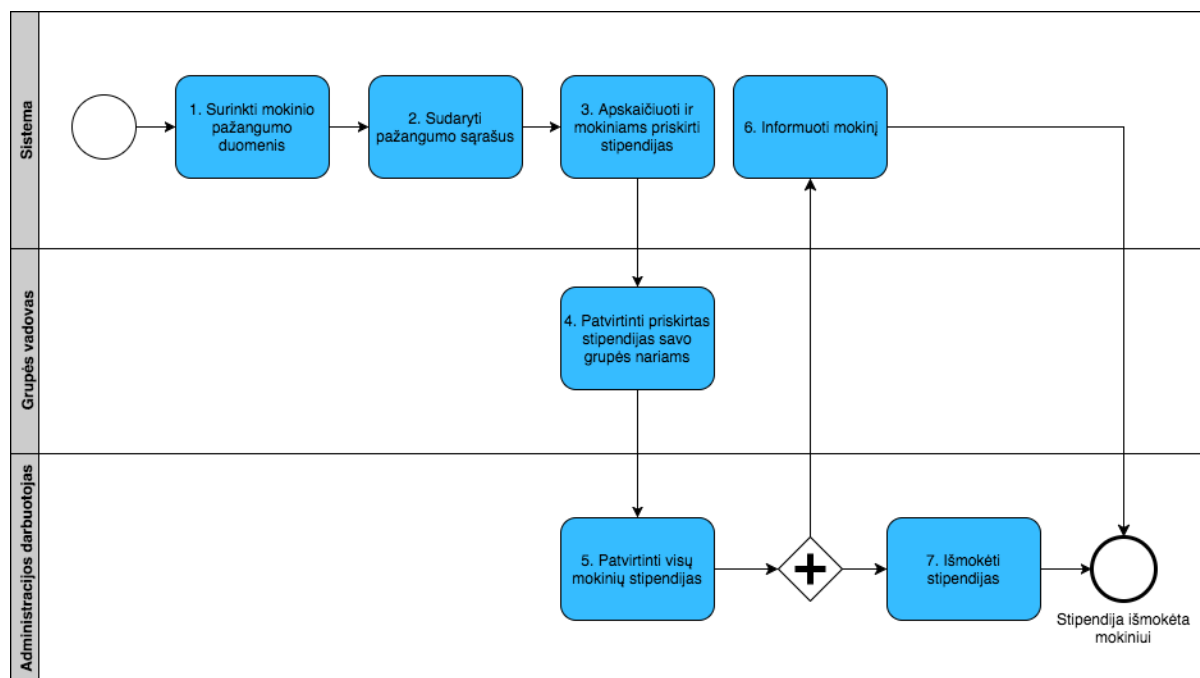 Sistema
1. Surinkti mokinio
pažangumo
duomenis
2. Sudaryti
pažangumo sąrašus
3. Apskaičiuoti ir
mokiniams priskirti
stipendijas
6. Informuoti mokinį
Grupės vadovas
4. Patvirtinti priskirtas
stipendijas savo
grupės nariams
Administracijos darbuotojas
5. Patvirtinti visų
mokinių stipendijas
7. Išmokėti
stipendijas
Stipendija išmokėta
mokiniui